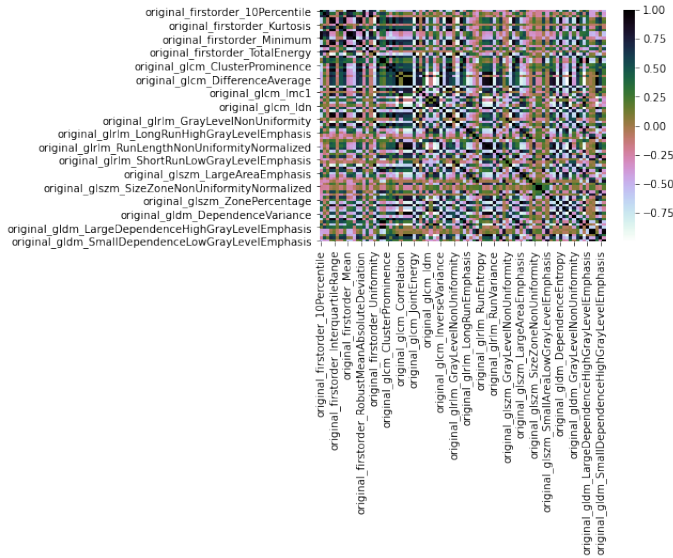 original_firstorder_10Percentile
original_firstorder_Kurtosis
original_firstorder_Minimum
original_firstorder_TotalEnergy
original_glcm_ClusterProminence
original_glcm_DifferenceAverage
original_glcm_Imc1
original_glcm_Idn
original_glrlm_GrayLevelNonUniformity
original_glrlm_LongRunHighGrayLevelEmphasis
original_glrlm_RunLengthNonUniformityNormalized
original_glrlm_ShortRunLowGrayLevelEmphasis
original_glszm_LargeAreaEmphasis
original_glszm_SizeZoneNonUniformityNormalized
original_glszm_ZonePercentage
original_gldm_DependenceVariance
original_gldm_LargeDependenceHighGrayLevelEmphasis
original_gldm_SmallDependenceLowGrayLevelEmphasis
1.00
0.75
0.50
0.25
0.00
−0.25
−0.50
−0.75
original_firstorder_10Percentile
original_firstorder_InterquartileRange
original_firstorder_Mean
original_firstorder_RobustMeanAbsoluteDeviation
original_firstorder_Uniformity
original_glcm_ClusterProminence
original_glcm_Correlation
original_glcm_JointEnergy
original_glcm_Idm
original_glcm_InverseVariance
original_glrlm_GrayLevelNonUniformity
original_glrlm_LongRunEmphasis
original_glrlm_RunEntropy
original_glrlm_RunVariance
original_glszm_GrayLevelNonUniformity
original_glszm_LargeAreaEmphasis
original_glszm_SizeZoneNonUniformity
original_glszm_SmallAreaLowGrayLevelEmphasis
original_gldm_DependenceEntropy
original_gldm_GrayLevelNonUniformity
original_gldm_LargeDependenceHighGrayLevelEmphasis
original_gldm_SmallDependenceHighGrayLevelEmphasis